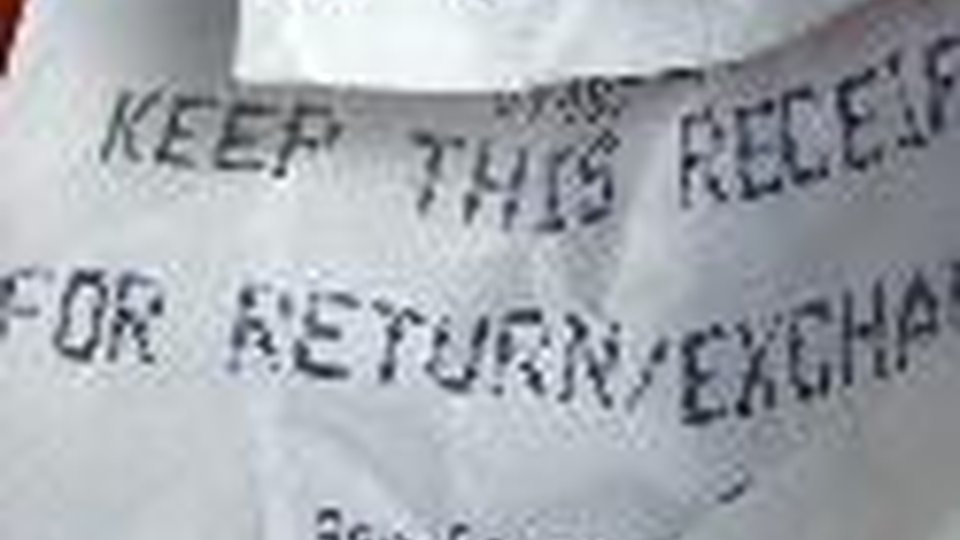 KEEP THIS RECEIP
FOR RETURN/EXCHA